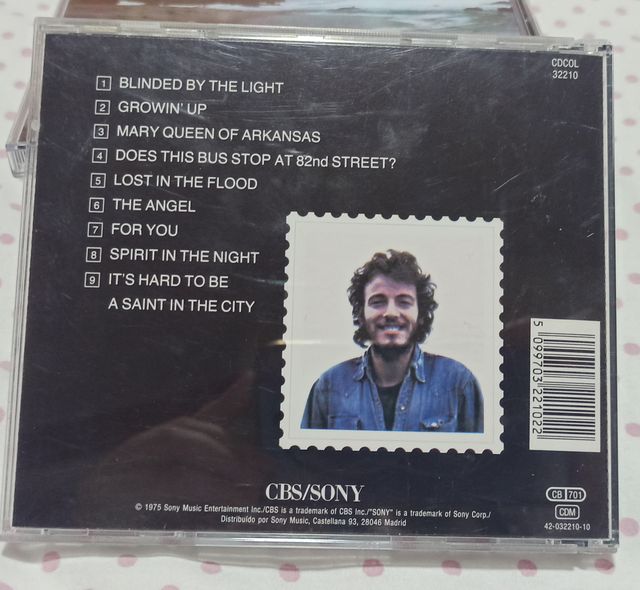 CDCOL
32210
1 BLINDED BY THE LIGHT
2 GROWIN' UP
3 MARY QUEEN OF ARKANSAS
4 DOES THIS BUS STOP AT 82nd STREET?
5 LOST IN THE FLOOD
6 THE ANGEL
7 FOR YOU
8 SPIRIT IN THE NIGHT
9 IT'S HARD TO BE
A SAINT IN THE CITY
5 099703 221022
CBS/SONY
© 1975 Sony Music Entertainment Inc./CBS is a trademark of CBS Inc./"SONY" is a trademark of Sony Corp./
Distribuído por Sony Music, Castellana 93, 28046 Madrid
CB 701
CDM
42-032210-10